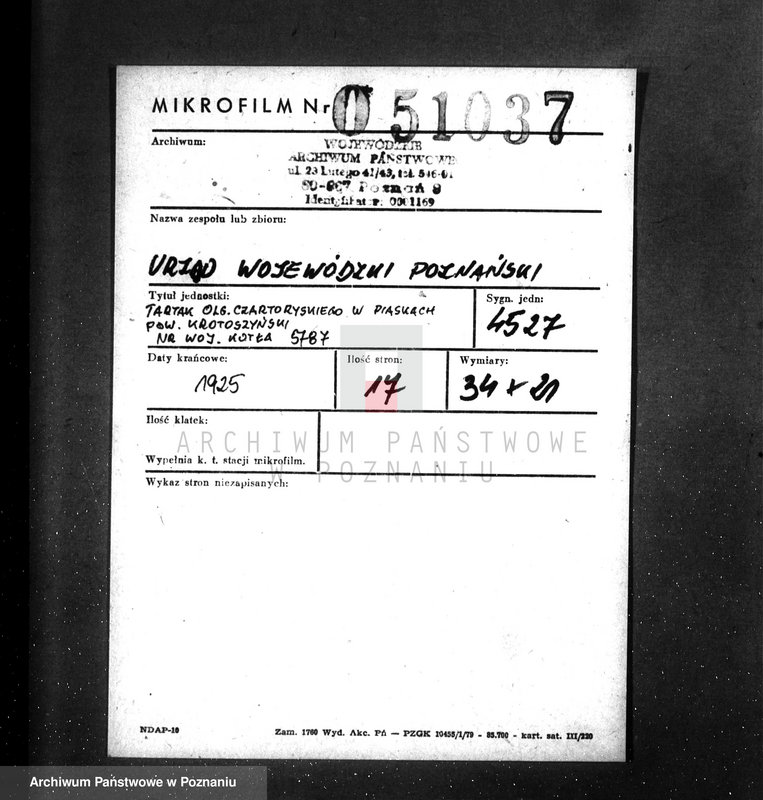 MIKROFILM Nr 051037
Archiwum:
WOJEWÓDZKIE
ARCHIWUM PAŃSTWOWE
ul. 23 Lutego 41/43, tel. 546-01
60-967 Poznań 9
Identyfikator: 0001169
Nazwa zespołu lub zbioru:
URZĄD WOJEWÓDZKI POZNAŃSKI
Tytuł jednostki:
TARTAK OLG. CZARTORYSKIEGO W PIASKACH
POW. KROTOSZYŃSKI
NR WOJ. KOTŁA 5787
Sygn. jedn:
4527
Daty krańcowe:
1925
Ilość stron:
17
Wymiary:
34 x 21
Ilość klatek:
Wypełnia k. t. stacji mikrofilm.
ARCHIWUM PAŃSTWOWE
W POZNANIU
Wykaz stron niezapisanych:
NDAP-10
Zam. 1760 Wyd. Akc. Pń — PZGK 10455/1/79 - 85.700 - kart. sat. III/220
Archiwum Państwowe w Poznaniu